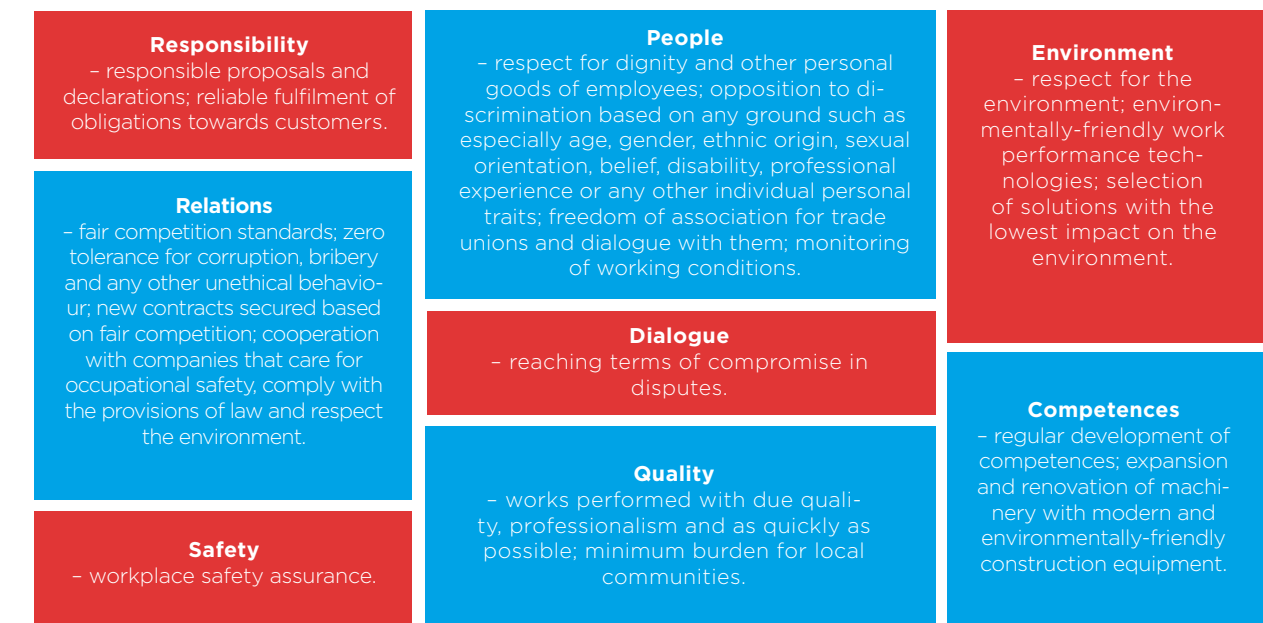 Responsibility
– responsible proposals and
declarations; reliable fulfilment of
obligations towards customers.
Relations
– fair competition standards; zero
tolerance for corruption, bribery
and any other unethical behavio-
ur; new contracts secured based
on fair competition; cooperation
with companies that care for
occupational safety, comply with
the provisions of law and respect
the environment.
Safety
– workplace safety assurance.
People
– respect for dignity and other personal
goods of employees; opposition to di-
scrimination based on any ground such as
especially age, gender, ethnic origin, sexual
orientation, belief, disability, professional
experience or any other individual personal
traits; freedom of association for trade
unions and dialogue with them; monitoring
of working conditions.
Dialogue
– reaching terms of compromise in
disputes.
Quality
– works performed with due quali-
ty, professionalism and as quickly as
possible; minimum burden for local
communities.
Environment
– respect for the
environment; environ-
mentally-friendly work
performance tech-
nologies; selection
of solutions with the
lowest impact on the
environment.
Competences
– regular development of
competences; expansion
and renovation of machi-
nery with modern and
environmentally-friendly
construction equipment.